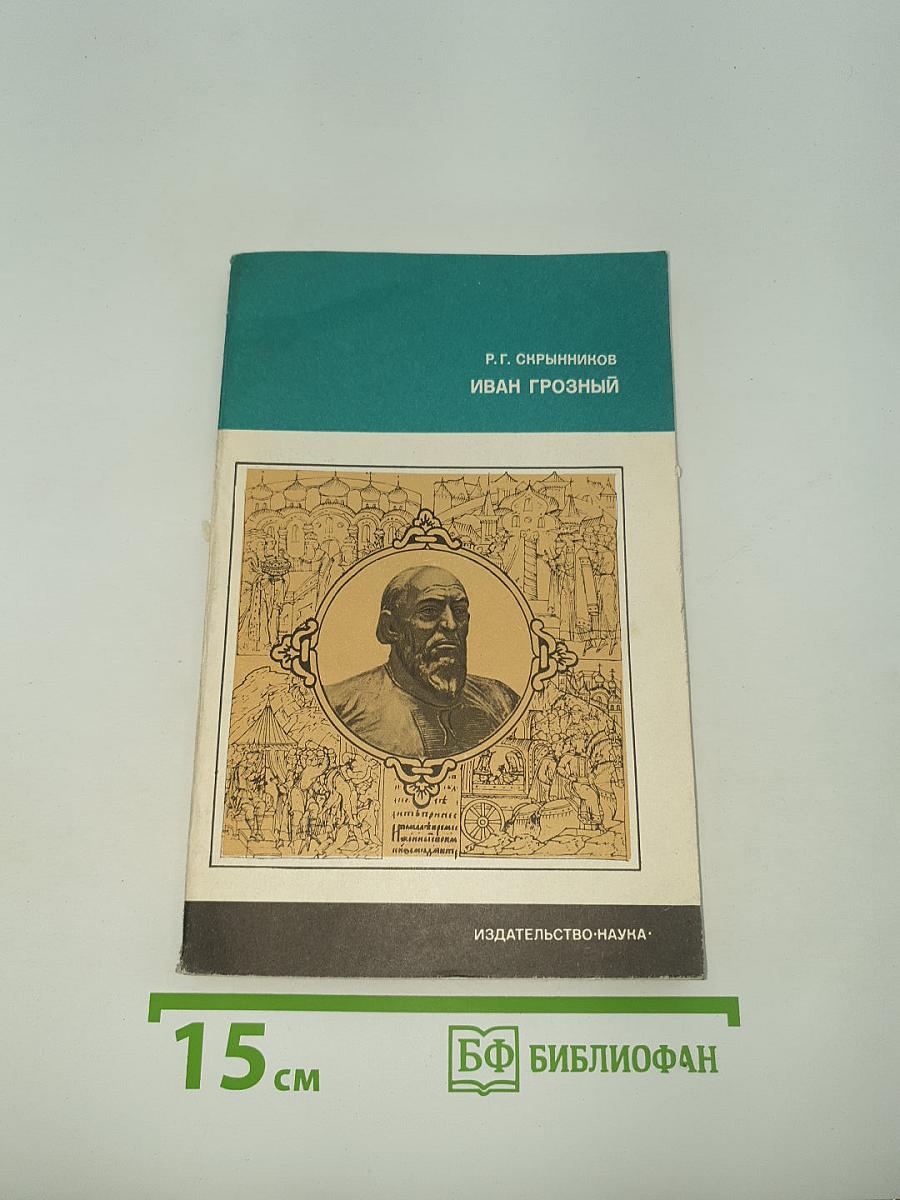 Р. Г. СКРЫННИКОВ
ИВАН ГРОЗНЫЙ
ИЗДАТЕЛЬСТВО·НАУКА·
15 см
БФ БИБЛИОФАН